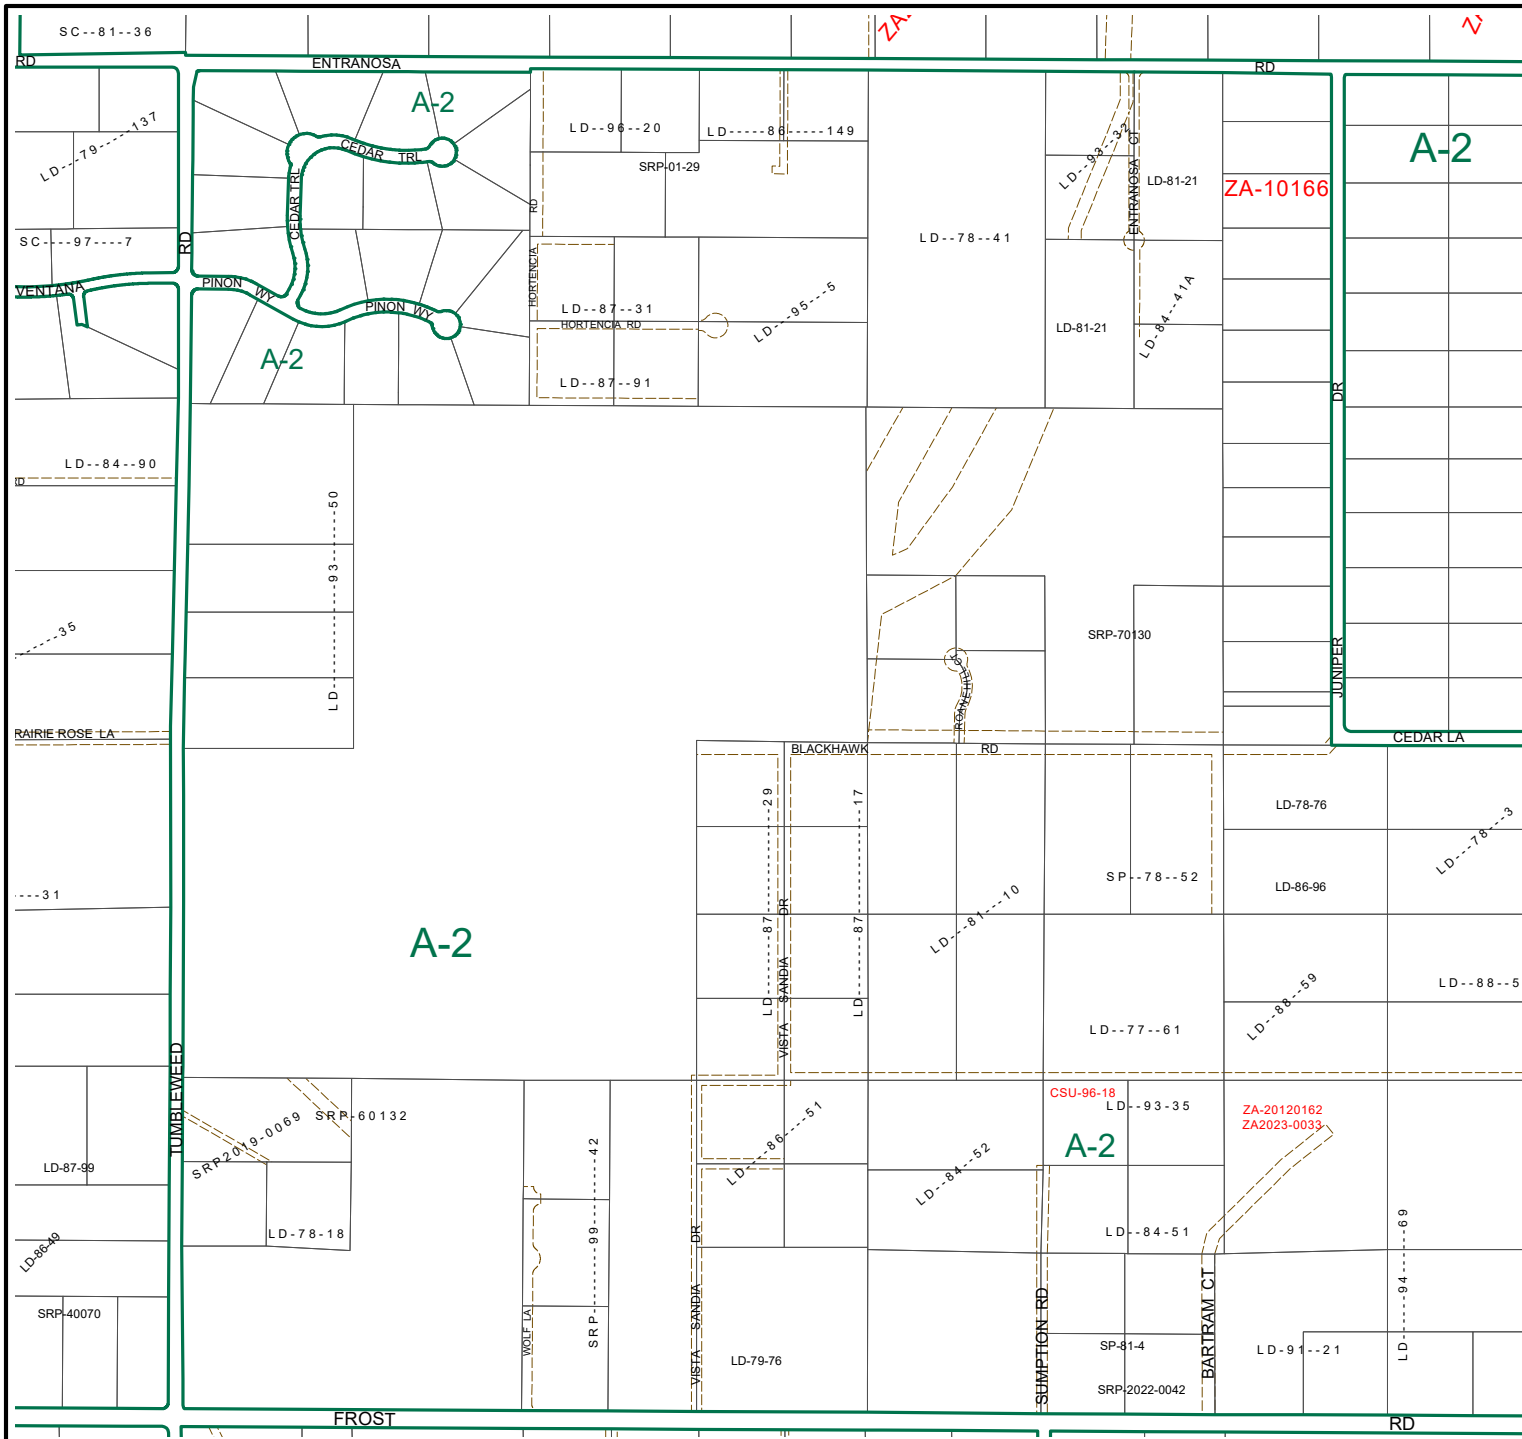 SC--81--36
ZA
RD
ENTRANOSA
RD
A-2
LD---79-----137
LD--96--20
LD-----86-----149
CEDAR TRL
SRP-01-29
LD--93--32
ENTRANOSA CT
LD-81-21
ZA-10166
A-2
CEDAR TRL
RD
SC----97----7
RD
HORTENCIA
LD--78--41
VENTANA
PINON WY
PINON WY
LD--87--31
HORTENCIA RD
LD---95---5
LD-81-21
LD-84--41A
A-2
LD--87--91
DR
JUNIPER
LD--84--90
RD
LD-----93-----50
-----35
SRP-70130
ROANEHILL CT
RAIRIE ROSE LA
BLACKHAWK RD
CEDAR LA
LD-------87-------29
LD-------87-------17
LD-78-76
LD---78---3
---31
SP--78--52
LD-86-96
LD---81---10
A-2
VISTA SANDIA DR
LD--88--59
LD--88--5
LD--77--61
TUMBLEWEED
CSU-96-18
LD--93-35
ZA-20120162
ZA2023-0033
SRP-60132
SRP2019-0069
LD----86----51
A-2
LD-87-99
SRP------99------42
LD--84--52
LD-78-18
LD-84-51
LD-86-49
LD-----94-----69
SRP-40070
WOLF LA
VISTA SANDIA DR
SUMPTION RD
BARTRAM CT
LD-79-76
SP-81-4
LD-91--21
SRP-2022-0042
FROST RD